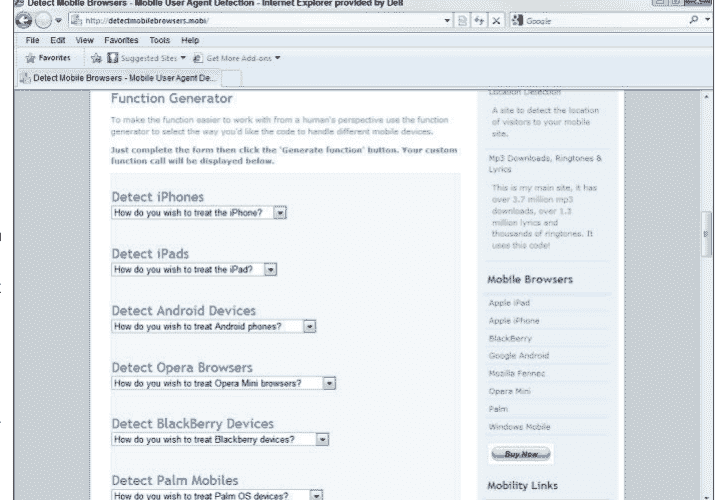 Detect Mobile Browsers - Mobile User Agent Detection - Internet Explorer provided by Dell
http://detectmobilebrowsers.mobi/
Google
File Edit View Favorites Tools Help
Favorites Suggested Sites Get More Add-ons
Detect Mobile Browsers - Mobile User Agent De...
Function Generator
To make the function easier to work with from a human's perspective use the function
generator to select the way you'd like the code to handle different mobile devices.
Just complete the form then click the 'Generate function' button. Your custom
function call will be displayed below.
Detect iPhones
How do you wish to treat the iPhone?
Detect iPads
How do you wish to treat the iPad?
Detect Android Devices
How do you wish to treat Android phones?
Detect Opera Browsers
How do you wish to treat Opera Mini browsers?
Detect BlackBerry Devices
How do you wish to treat Blackberry devices?
Detect Palm Mobiles
How do you wish to treat Palm OS devices?
Location Detection
A site to detect the location
of visitors to your mobile
site.
Mp3 Downloads, Ringtones &
Lyrics
This is my main site, it has
over 3.7 million mp3
downloads, over 1.3
million lyrics and
thousands of ringtones. It
uses this code!
Mobile Browsers
Apple iPad
Apple iPhone
BlackBerry
Google Android
Mozilla Fennec
Opera Mini
Palm
Windows Mobile
Buy Now
Mobility Links